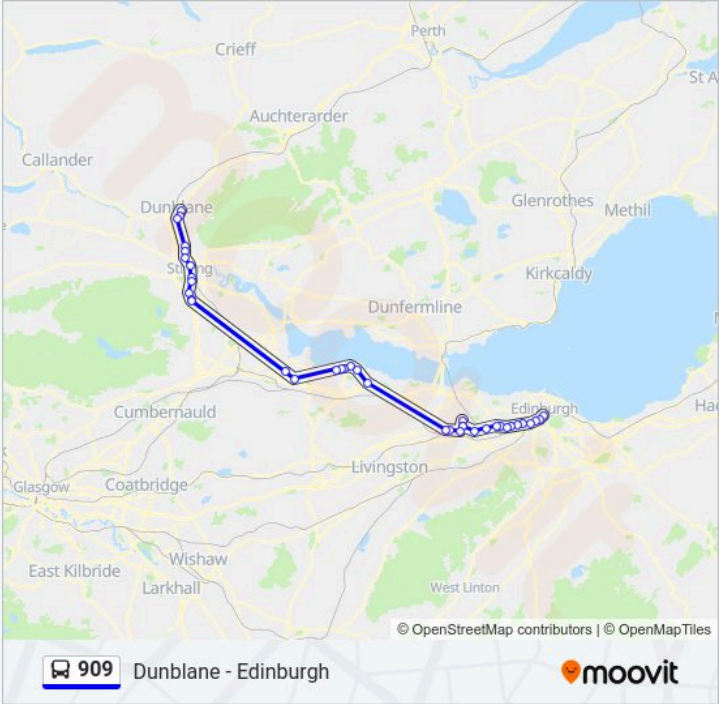 Perth
Crieff
St A
Auchterarder
Callander
Glenrothes
Methil
Dunblane
Stirling
Kirkcaldy
Dunfermline
Cumbernauld
Edinburgh
Livingston
Glasgow
Coatbridge
Wishaw
East Kilbride
Larkhall
West Linton
© OpenStreetMap contributors | © OpenMapTiles
909 Dunblane - Edinburgh
moovit